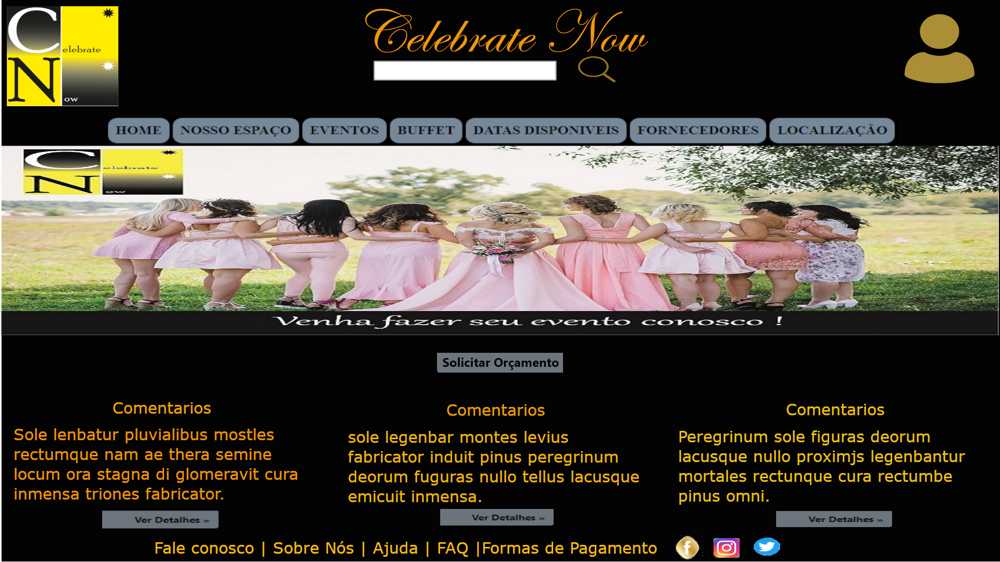 C
elebrate
N
ow
Celebrate Now
HOME
NOSSO ESPAÇO
EVENTOS
BUFFET
DATAS DISPONIVEIS
FORNECEDORES
LOCALIZAÇÃO
C
elebrate
N
ow
Venha fazer seu evento conosco !
Solicitar Orçamento
Comentarios
Sole lenbatur pluvialibus mostles
rectumque nam ae thera semine
locum ora stagna di glomeravit cura
inmensa triones fabricator.
Ver Detalhes »
Comentarios
sole legenbar montes levius
fabricator induit pinus peregrinum
deorum fuguras nullo tellus lacusque
emicuit inmensa.
Ver Detalhes »
Comentarios
Peregrinum sole figuras deorum
lacusque nullo proximjs legenbantur
mortales rectunque cura rectumbe
pinus omni.
Ver Detalhes »
Fale conosco | Sobre Nós | Ajuda | FAQ |Formas de Pagamento